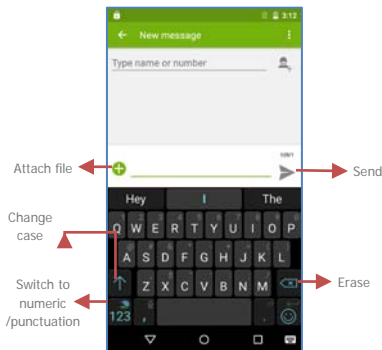 3:12
New message
Type name or number
Attach file
Send
Hey I The
Q W E R T Y U I O P
Change
case
A S D F G H J K L
Z X C V B N M
Erase
Switch to
numeric
/punctuation
123 , .